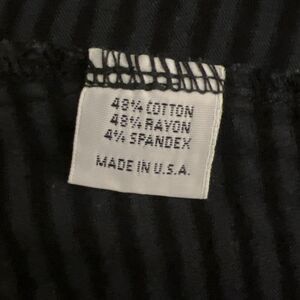 48% COTTON
48% RAYON
4% SPANDEX
MADE IN U.S.A.